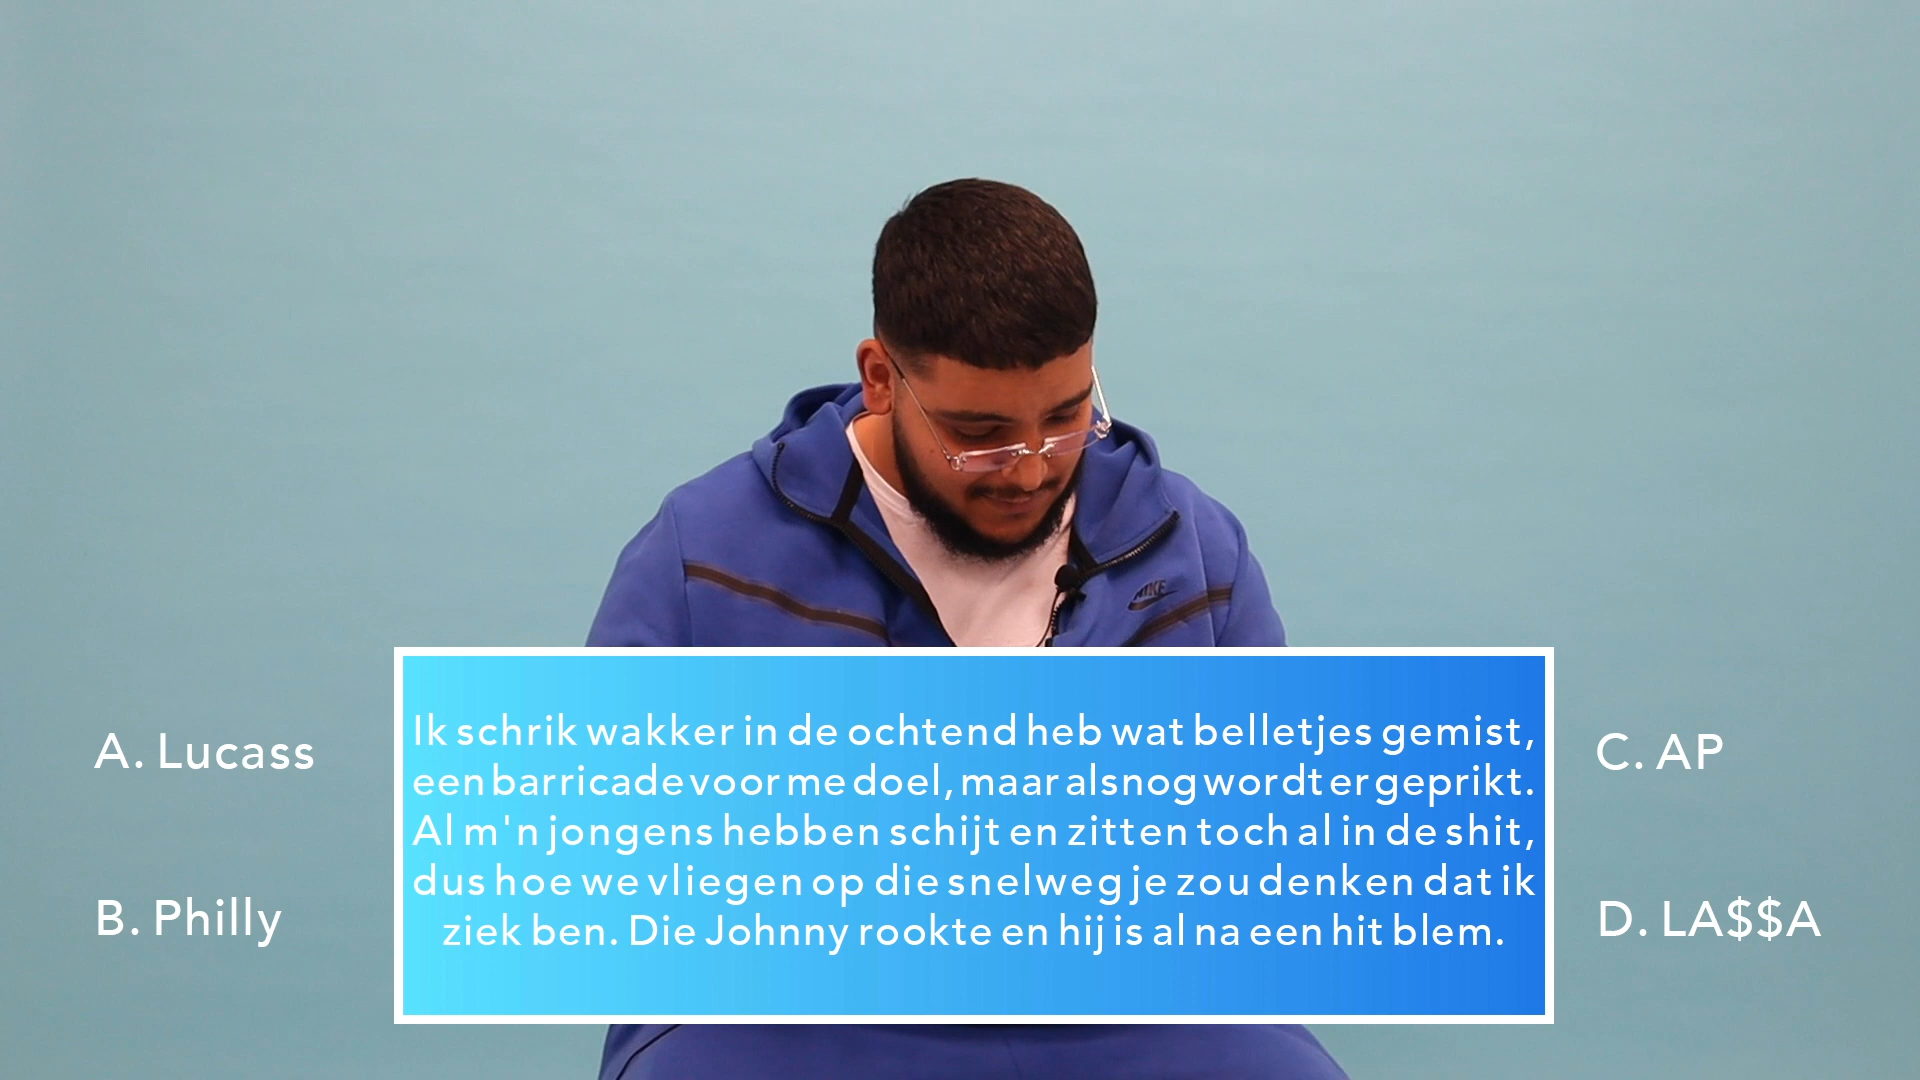 NIKE
Ik schrik wakker in de ochtend heb wat belletjes gemist,
een barricade voor me doel, maar alsnog wordt er geprikt.
Al m'n jongens hebben schijt en zitten toch al in de shit,
dus hoe we vliegen op die snelweg je zou denken dat ik
ziek ben. Die Johnny rookte en hij is al na een hit blem.
A. Lucass
B. Philly
C. AP
D. LA$$A